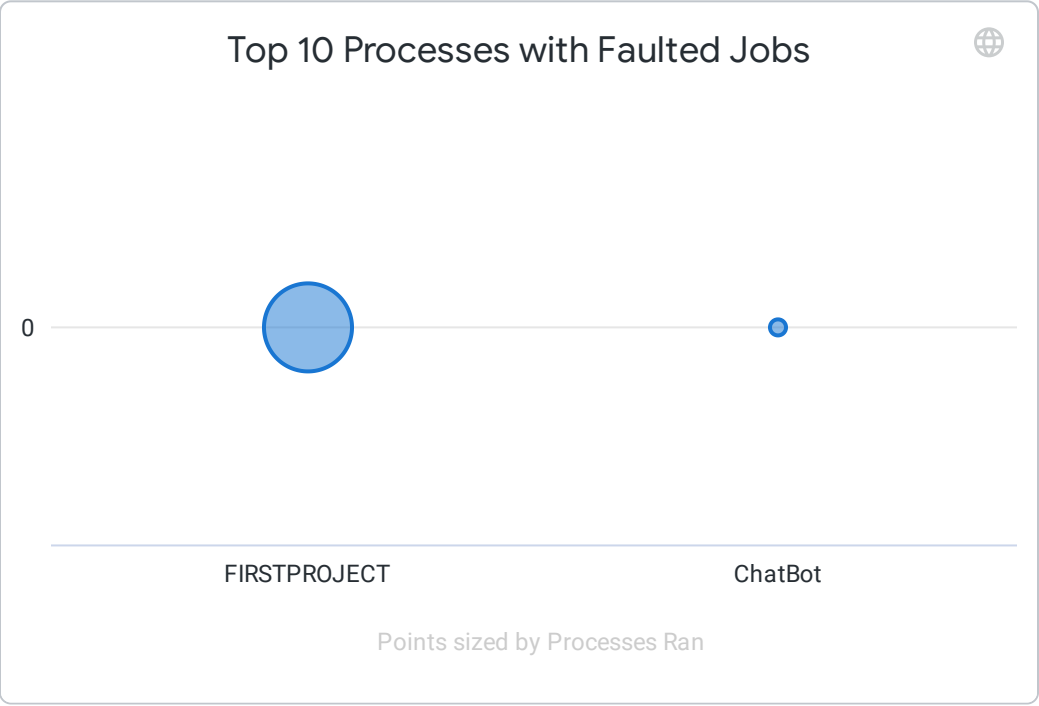 Top 10 Processes with Faulted Jobs
0
FIRSTPROJECT
ChatBot
Points sized by Processes Ran